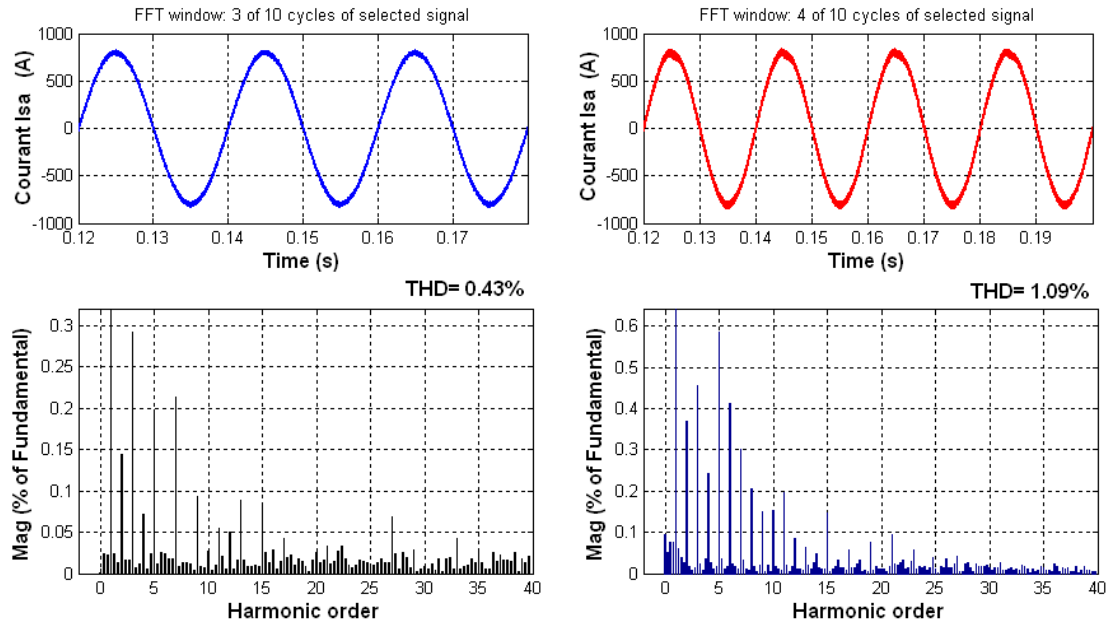 FFT window: 3 of 10 cycles of selected signal
1000
500
0
-500
-1000
Courant Isa (A)
0.12 0.13 0.14 0.15 0.16 0.17
Time (s)
FFT window: 4 of 10 cycles of selected signal
1000
500
0
-500
-1000
Courant Isa (A)
0.12 0.13 0.14 0.15 0.16 0.17 0.18 0.19
Time (s)
THD= 0.43%
0.3
0.25
0.2
0.15
0.1
0.05
0
Mag (% of Fundamental)
0 5 10 15 20 25 30 35 40
Harmonic order
THD= 1.09%
0.6
0.5
0.4
0.3
0.2
0.1
0
Mag (% of Fundamental)
0 5 10 15 20 25 30 35 40
Harmonic order